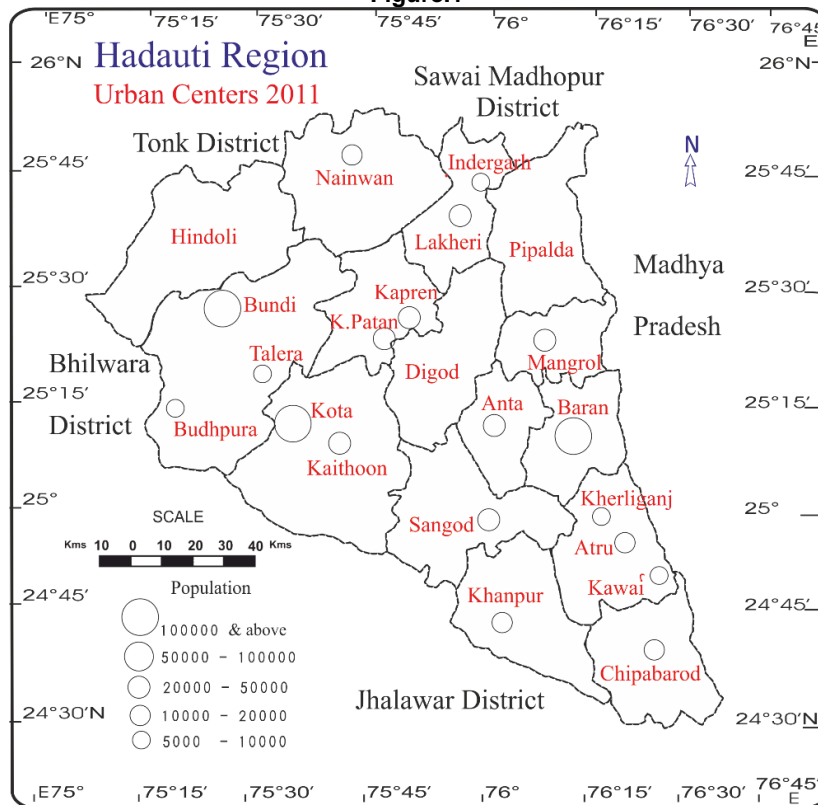 'E75° 75°15' 75°30' 75°45' 76° 76°15' 76°30' 76°45'
E
Hadauti Region
Urban Centers 2011
Sawai Madhopur
District
26°N
N
Tonk District
25°45'
25°45'
Nainwan
Indergarh
Hindoli
Lakheri
Pipalda
Madhya
25°30'
25°30'
Bundi
Kapren
K.Patan
Pradesh
Talera
Mangrol
Bhilwara
Digod
25°15'
25°15'
Kota
Anta
Baran
District
Budhpura
Kaithoon
25°
25°
Kherliganj
SCALE
Sangod
Atru
Kms 10 0 10 20 30 40 Kms
Kawai
Population
Khanpur
24°45'
24°45'
100000 & above
50000 - 100000
Chipabarod
20000 - 50000
Jhalawar District
10000 - 20000
24°30'N
24°30'N
5000 - 10000
E75° 75°15' 75°30' 75°45' 76° 76°15' 76°30' 76°45'
E